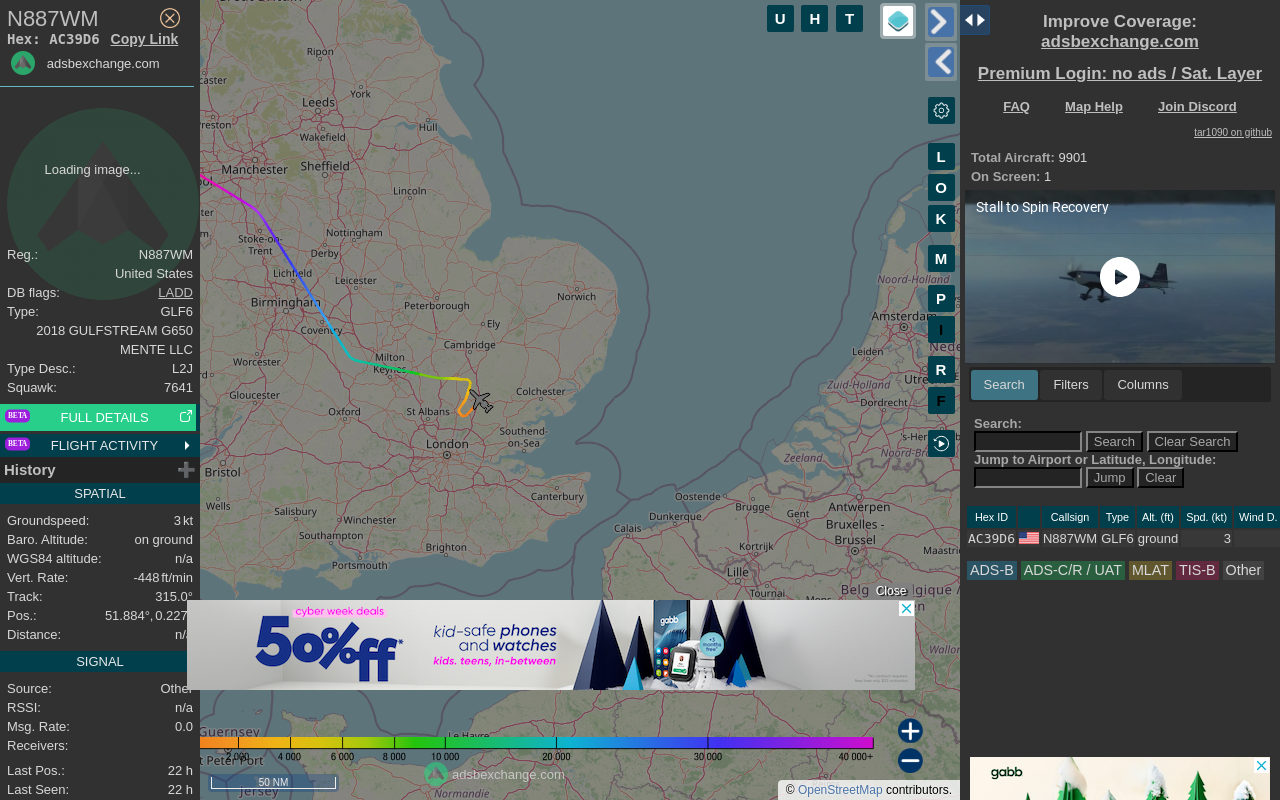 N887WM
Hex: AC39D6 Copy Link
adsbexchange.com
Loading image...
Reg.: N887WM
United States
DB flags: LADD
Type: GLF6
2018 GULFSTREAM G650
MENTE LLC
Type Desc.: L2J
Squawk: 7641
BETA FULL DETAILS
BETA FLIGHT ACTIVITY
History
SPATIAL
Groundspeed: 3 kt
Baro. Altitude: on ground
WGS84 altitude: n/a
Vert. Rate: -448 ft/min
Track: 315.0°
Pos.: 51.884°, 0.227°
Distance: n/a
SIGNAL
Source: Other
RSSI: n/a
Msg. Rate: 0.0
Receivers:
Last Pos.: 22 h
Last Seen: 22 h
U H T
L
O
K
M
P
I
R
F
Ripon
York
Leeds
Hull
Preston
Wakefield
Manchester
Sheffield
Lincoln
Stoke-on-
Trent
Nottingham
Derby
Lichfield
Leicester
Norwich
Birmingham
Peterborough
Ely
Coventry
Cambridge
Worcester
Milton
Keynes
Colchester
Gloucester
Oxford
St Albans
Southend-
on-Sea
London
Bristol
Wells
Canterbury
Salisbury
Winchester
Southampton
Brighton
Portsmouth
Noord-Holland
Amsterdam
Leiden
Zuid-Holland
Dordrecht
Zeeland
Oostende
Brugge
Antwerpen
Dunkerque
Gent
Calais
Bruxelles -
Brussel
Kortrijk
Lille
Tournai
Mons
Guernsey
t Peter Port
Le Havre
Jersey
Normandie
Close
cyber week deals
50% off*
kid-safe phones
and watches
kids. teens, in-between
gabb
+3
months
free*
2 000 4 000 6 000 8 000 10 000 20 000 30 000 40 000+
50 NM
adsbexchange.com
© OpenStreetMap contributors.
Improve Coverage:
adsbexchange.com
Premium Login: no ads / Sat. Layer
FAQ Map Help Join Discord
tar1090 on github
Total Aircraft: 9901
On Screen: 1
Stall to Spin Recovery
Search Filters Columns
Search:
Search Clear Search
Jump to Airport or Latitude, Longitude:
Jump Clear
Hex ID Callsign Type Alt. (ft) Spd. (kt) Wind D.
AC39D6 N887WM GLF6 ground 3
ADS-B ADS-C/R / UAT MLAT TIS-B Other
gabb